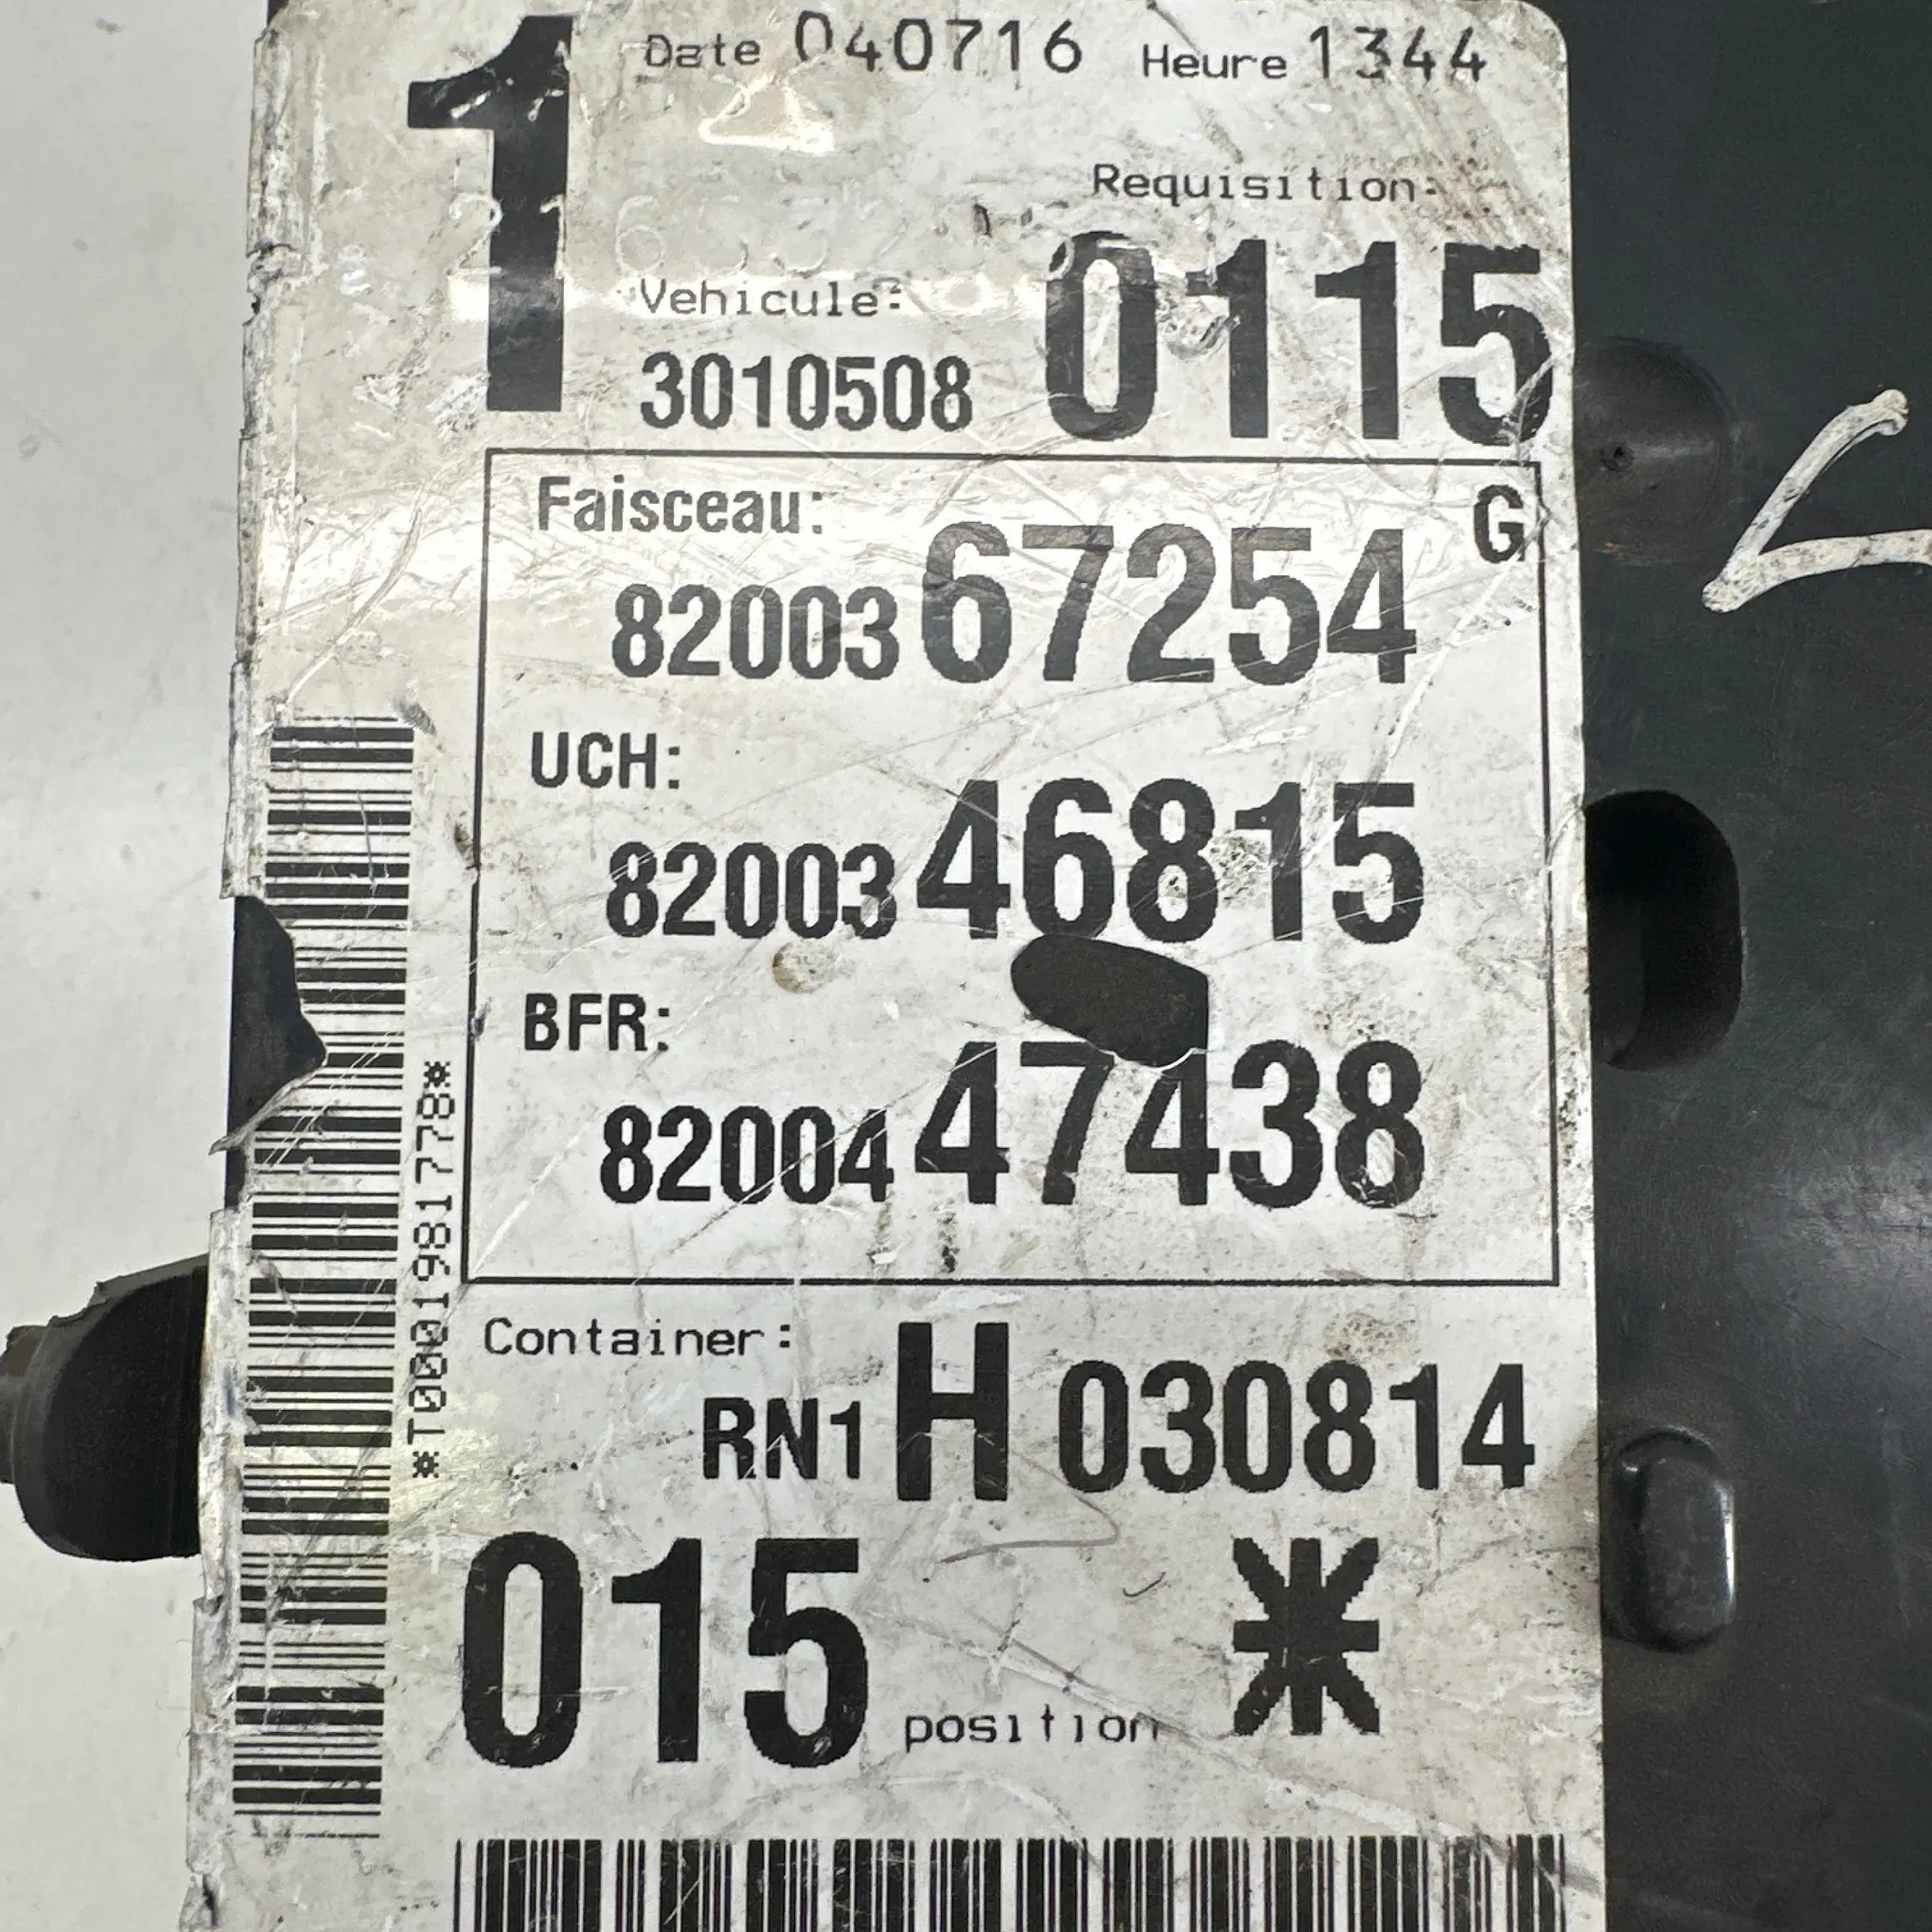 1
Date 040716 Heure 1344
Requisition:
0115
Vehicule:
3010508
Faisceau: G
8200367254
UCH:
8200346815
BFR:
8200447438
Container:
RN1 H 030814
015 position *
*T0001981778*